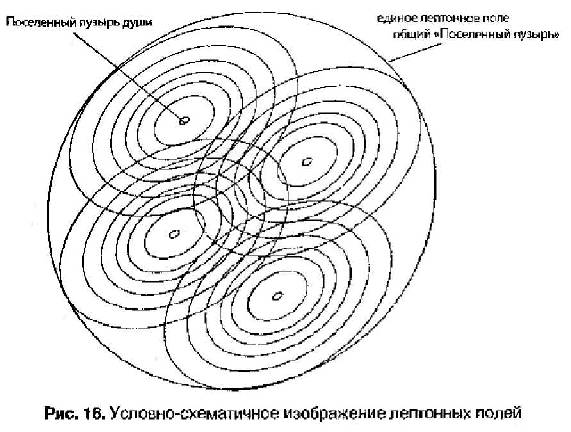 Поселенный пузырь души
единое лептонное поле
общий «Поселенный пузырь»
Рис. 16. Условно-схематичное изображение лептонных полей